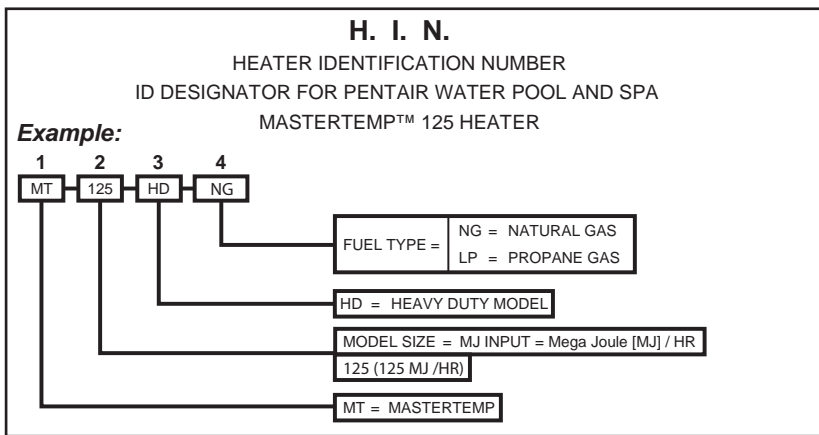 H. I. N.
HEATER IDENTIFICATION NUMBER
ID DESIGNATOR FOR PENTAIR WATER POOL AND SPA
MASTERTEMP™ 125 HEATER
Example:
1 2 3 4
MT 125 HD NG
FUEL TYPE =
NG = NATURAL GAS
LP = PROPANE GAS
HD = HEAVY DUTY MODEL
MODEL SIZE = MJ INPUT = Mega Joule [MJ] / HR
125 (125 MJ /HR)
MT = MASTERTEMP